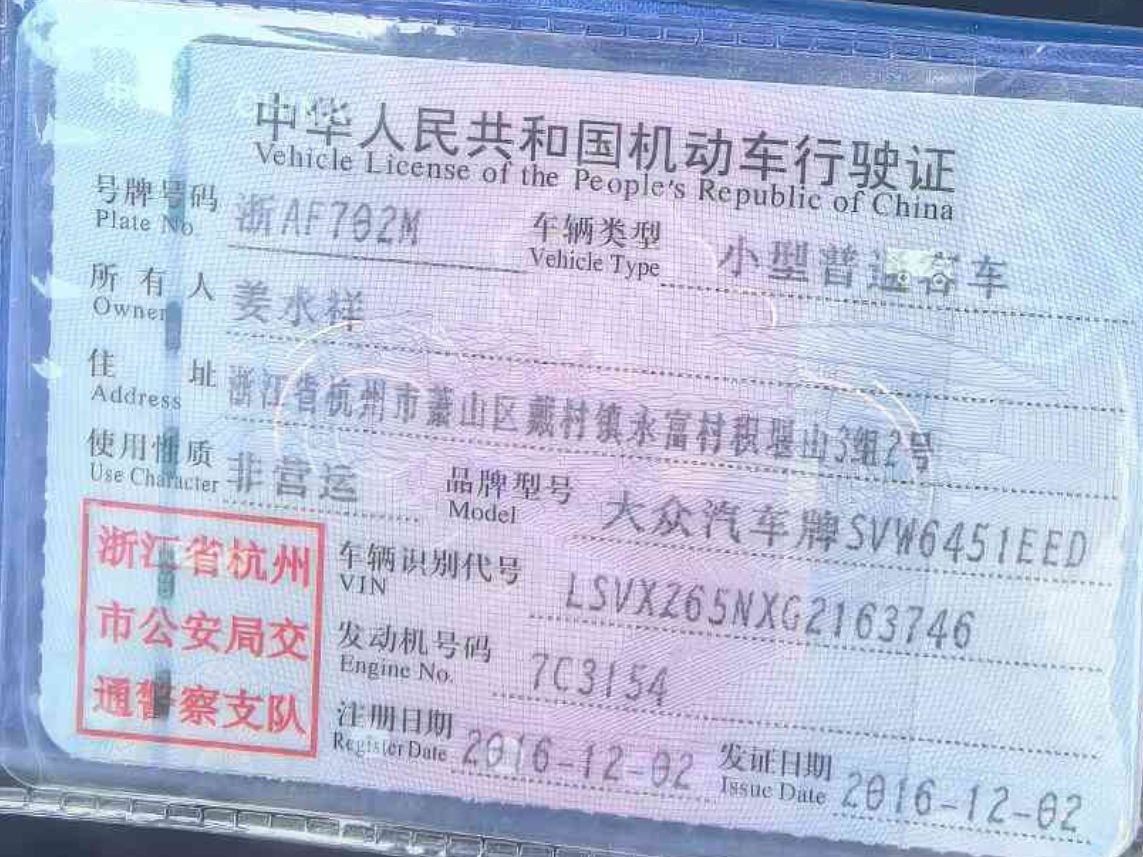 中华人民共和国机动车行驶证
Vehicle License of the People's Republic of China
号牌号码 浙AF702M 车辆类型 小型普通客车
Plate No. Vehicle Type
所有人 姜水祥
Owner
住址 浙江省杭州市萧山区戴村镇永富村积堰山3组2号
Address
使用性质 非营运 品牌型号 大众汽车牌SVW6451EED
Use Character Model
浙江省杭州
市公安局交
通警察支队
车辆识别代号 LSVXZ65NXG2163746
VIN
发动机号码 7C3154
Engine No.
注册日期 2016-12-02 发证日期 2016-12-02
Register Date Issue Date